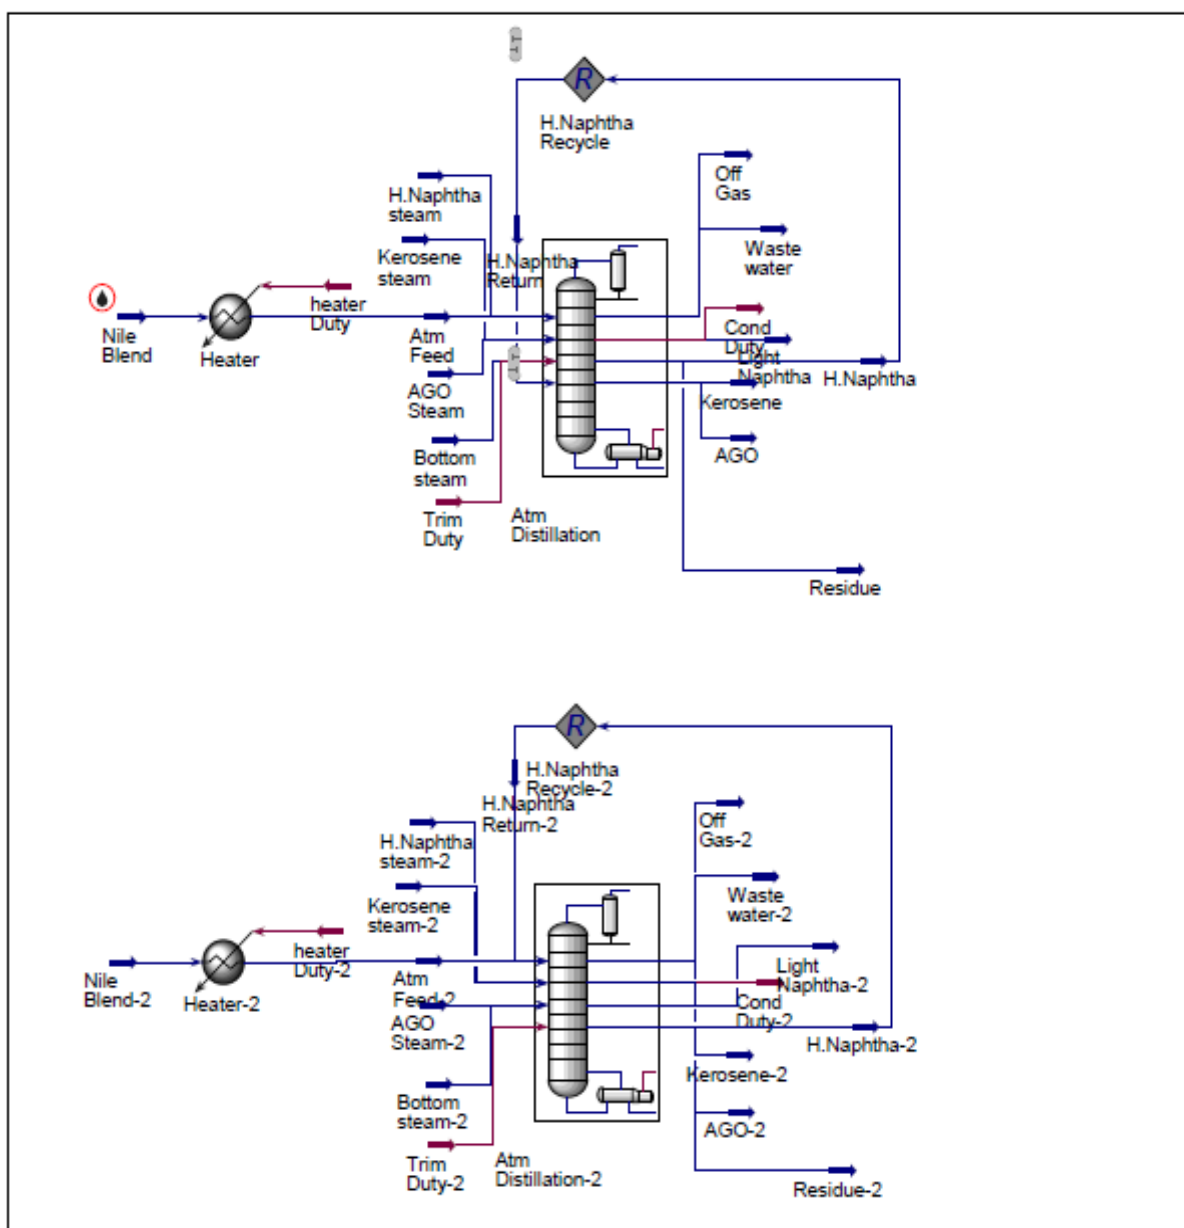 R
H.Naphtha
Recycle
Off
Gas
H.Naphtha
steam
Waste
water
Kerosene
steam
H.Naphtha
Return
Nile
Blend
Heater
heater
Duty
Atm
Feed
Cond
Duty
Light
Naphtha
H.Naphtha
AGO
Steam
Kerosene
Bottom
steam
AGO
Trim
Duty
Atm
Distillation
Residue
R
H.Naphtha
Recycle-2
H.Naphtha
Return-2
Off
Gas-2
H.Naphtha
steam-2
Waste
water-2
Kerosene
steam-2
Nile
Blend-2
Heater-2
heater
Duty-2
Atm
Feed-2
Light
Naphtha-2
AGO
Steam-2
Cond
Duty-2
H.Naphtha-2
Kerosene-2
Bottom
steam-2
AGO-2
Trim
Duty-2
Atm
Distillation-2
Residue-2